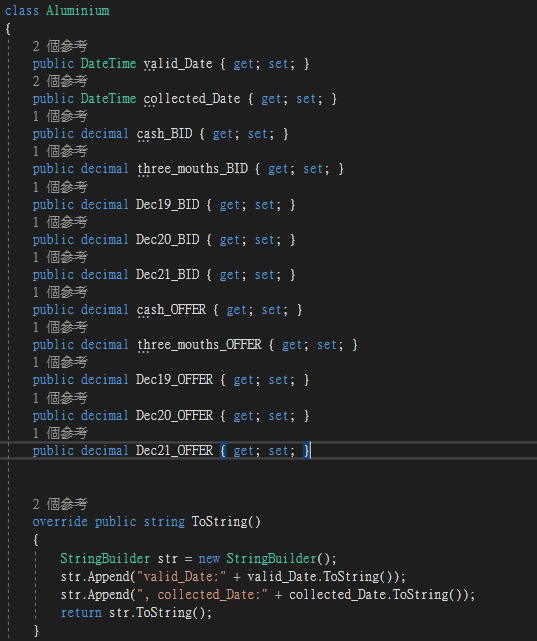 class Aluminium
{
2 個參考
public DateTime valid_Date { get; set; }
2 個參考
public DateTime collected_Date { get; set; }
1 個參考
public decimal cash_BID { get; set; }
1 個參考
public decimal three_mouths_BID { get; set; }
1 個參考
public decimal Dec19_BID { get; set; }
1 個參考
public decimal Dec20_BID { get; set; }
1 個參考
public decimal Dec21_BID { get; set; }
1 個參考
public decimal cash_OFFER { get; set; }
1 個參考
public decimal three_mouths_OFFER { get; set; }
1 個參考
public decimal Dec19_OFFER { get; set; }
1 個參考
public decimal Dec20_OFFER { get; set; }
1 個參考
public decimal Dec21_OFFER { get; set; }
2 個參考
override public string ToString()
{
StringBuilder str = new StringBuilder();
str.Append("valid_Date:" + valid_Date.ToString());
str.Append(", collected_Date:" + collected_Date.ToString());
return str.ToString();
}